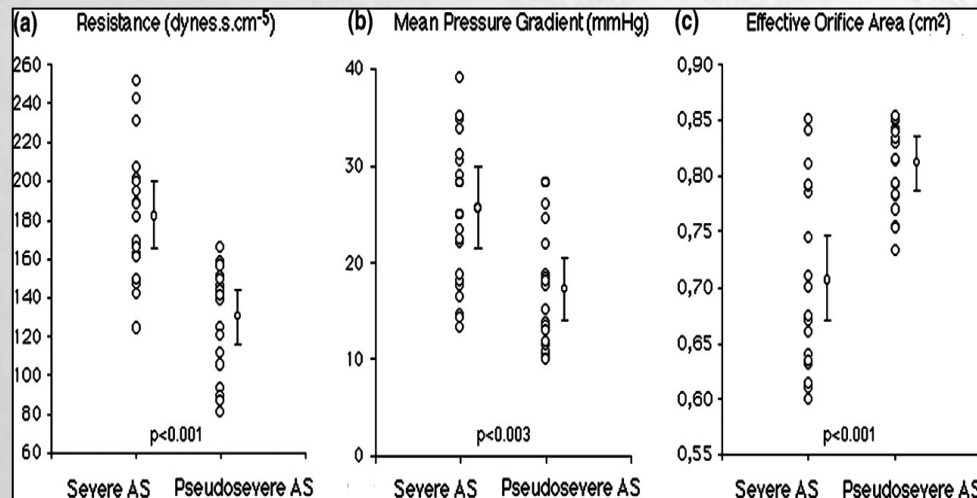 (a) Resistance (dynes.s.cm-5)
260
240
220
200
180
160
140
120
100
80
60
p<0.001
Severe AS Pseudosevere AS
(b) Mean Pressure Gradient (mmHg)
40
30
20
10
0
p<0.003
Severe AS Pseudosevere AS
(c) Effective Orifice Area (cm²)
0,90
0,85
0,80
0,75
0,70
0,65
0,60
0,55
p<0.001
Severe AS Pseudosevere AS